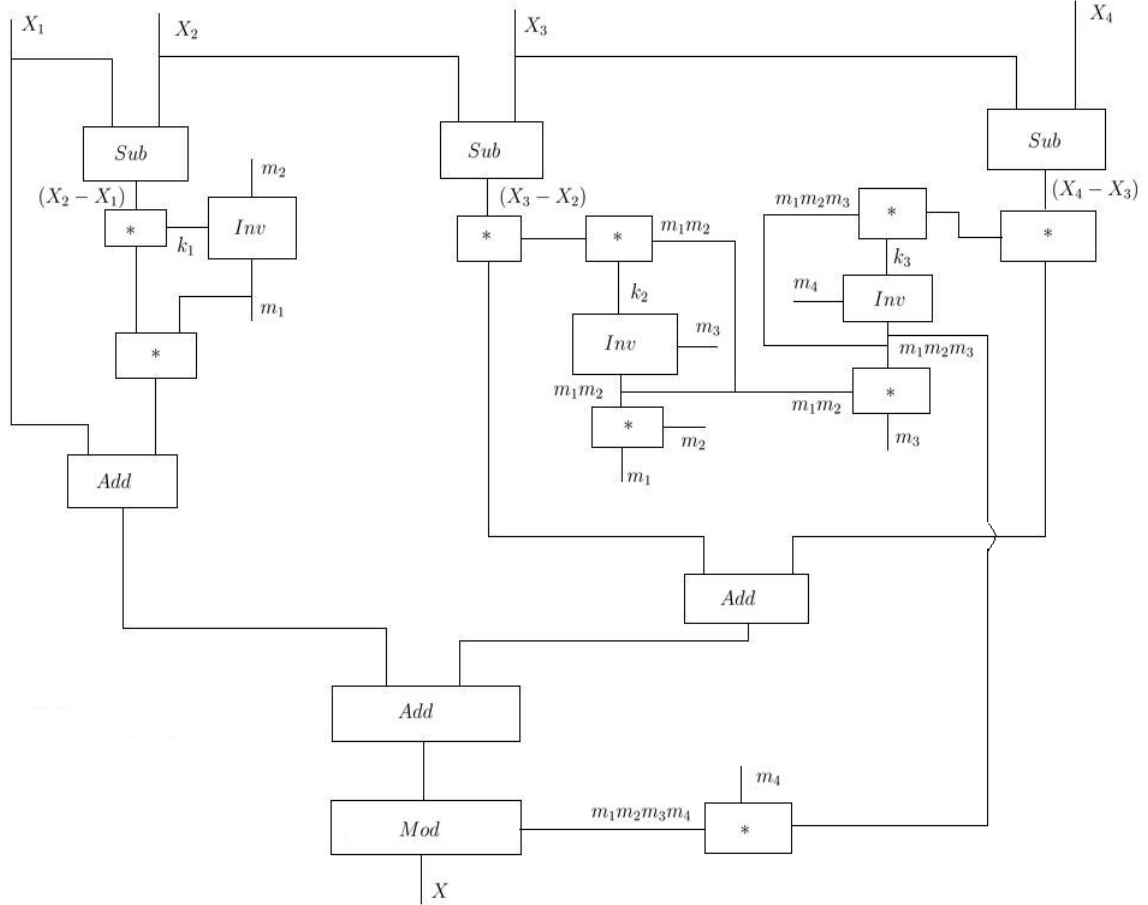 X₁ X₂ X₃ X₄
Sub Sub Sub
(X₂ − X₁) m₂ (X₃ − X₂) m₁m₂m₃ (X₄ − X₃)
* k₁ Inv * * m₁m₂ * *
k₂ k₃
m₁ m₄ Inv
* Inv m₃ m₁m₂m₃
m₁m₂ m₁m₂ *
* m₂ m₃
Add m₁
Add
Add
m₄
Mod m₁m₂m₃m₄ *
X